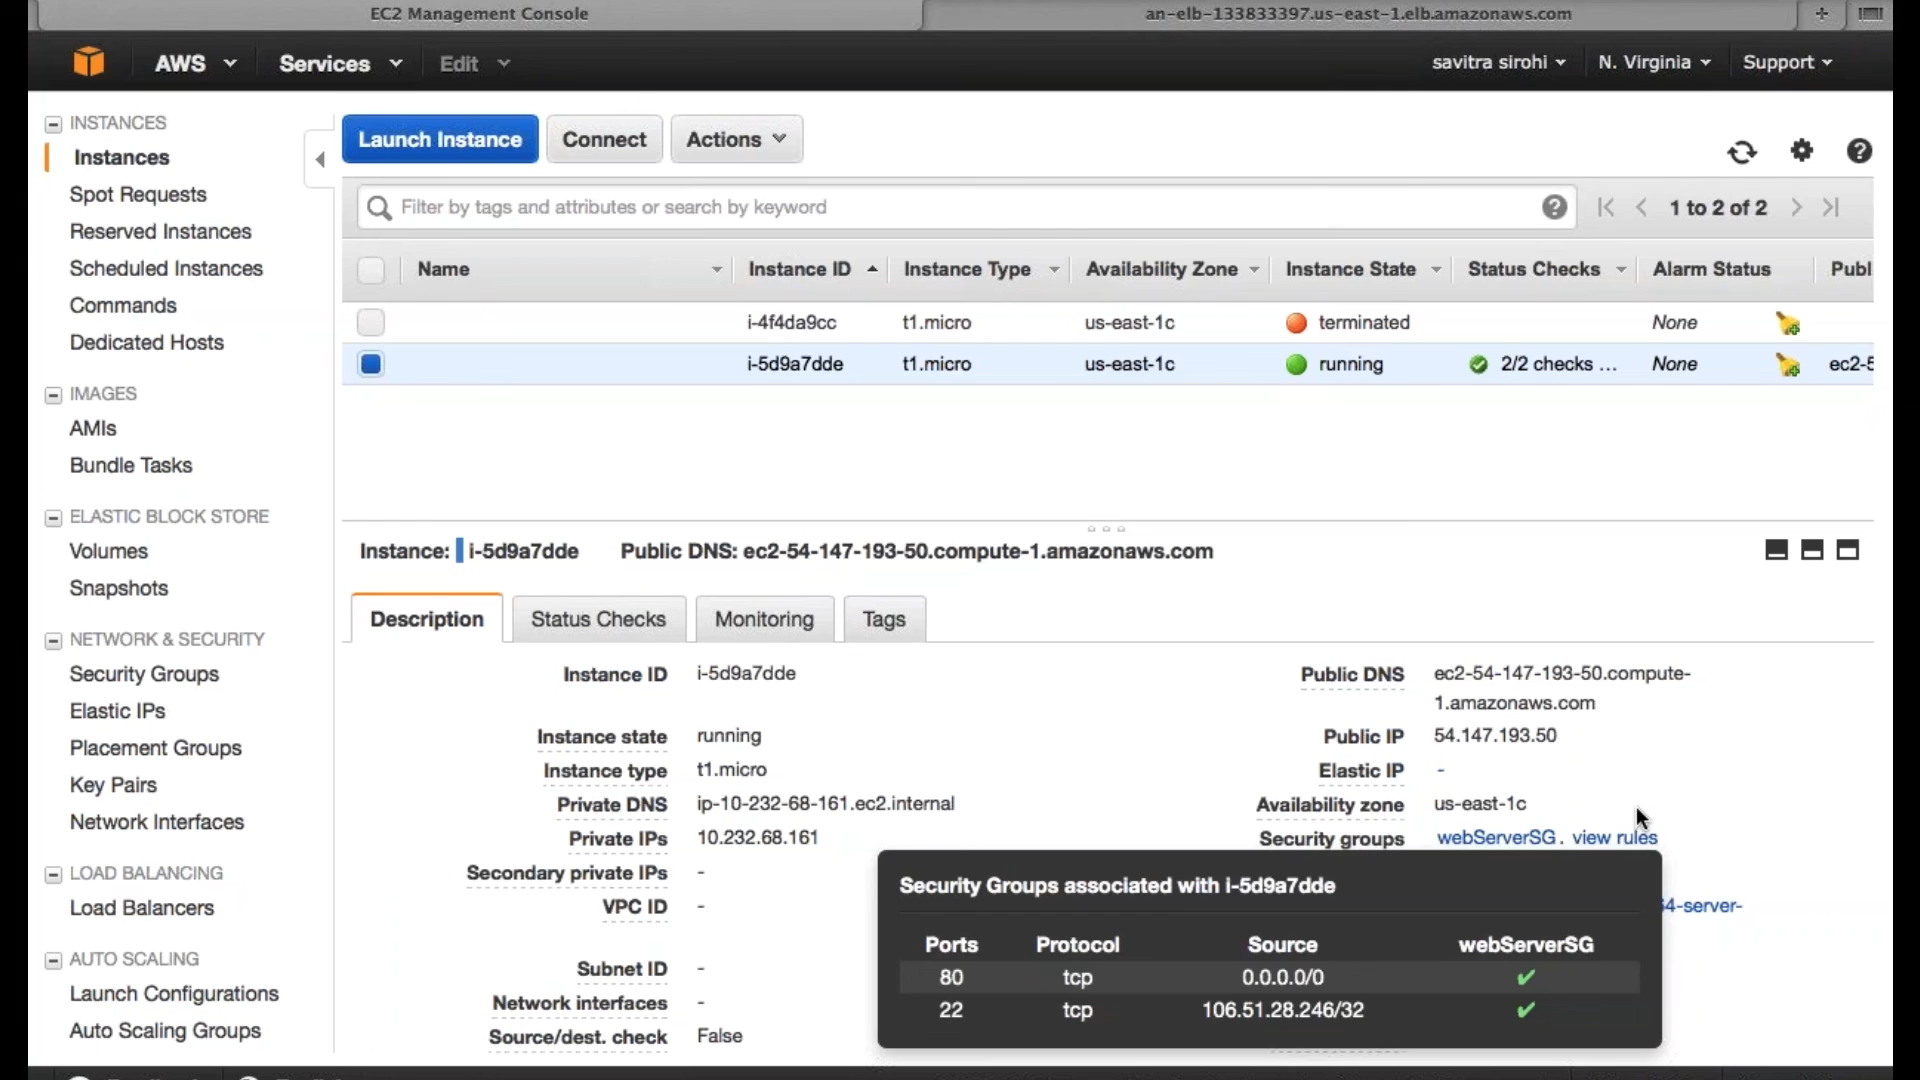 EC2 Management Console
an-elb-133833397.us-east-1.elb.amazonaws.com
AWS Services Edit
savitra sirohi N. Virginia Support
INSTANCES
Instances
Spot Requests
Reserved Instances
Scheduled Instances
Commands
Dedicated Hosts
IMAGES
AMIs
Bundle Tasks
ELASTIC BLOCK STORE
Volumes
Snapshots
NETWORK & SECURITY
Security Groups
Elastic IPs
Placement Groups
Key Pairs
Network Interfaces
LOAD BALANCING
Load Balancers
AUTO SCALING
Launch Configurations
Auto Scaling Groups
Launch Instance Connect Actions
Filter by tags and attributes or search by keyword
1 to 2 of 2
Name Instance ID Instance Type Availability Zone Instance State Status Checks Alarm Status Publ
i-4f4da9cc t1.micro us-east-1c terminated None
i-5d9a7dde t1.micro us-east-1c running 2/2 checks ... None ec2-5
Instance: i-5d9a7dde Public DNS: ec2-54-147-193-50.compute-1.amazonaws.com
Description Status Checks Monitoring Tags
Instance ID i-5d9a7dde
Instance state running
Instance type t1.micro
Private DNS ip-10-232-68-161.ec2.internal
Private IPs 10.232.68.161
Secondary private IPs -
VPC ID -
Subnet ID -
Network interfaces -
Source/dest. check False
Public DNS ec2-54-147-193-50.compute-
1.amazonaws.com
Public IP 54.147.193.50
Elastic IP -
Availability zone us-east-1c
Security groups webServerSG . view rules
64-server-
Security Groups associated with i-5d9a7dde
Ports Protocol Source webServerSG
80 tcp 0.0.0.0/0 ✔
22 tcp 106.51.28.246/32 ✔